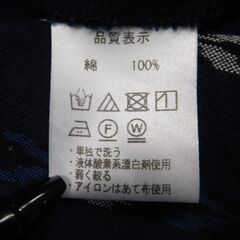 品質表示
綿 100%
F W
・単独で洗う
・液体酸素系漂白剤使用
・弱く絞る
・アイロンはあて布使用